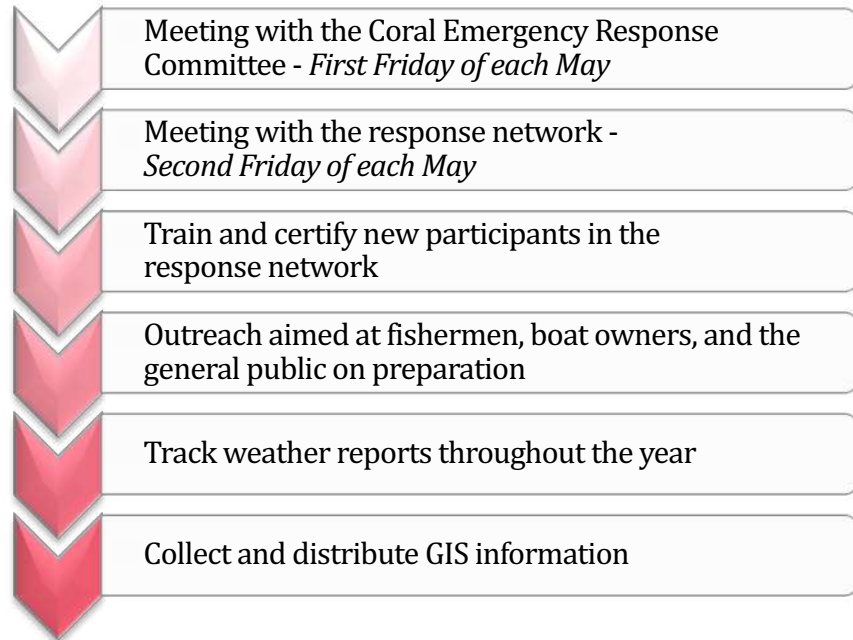 Meeting with the Coral Emergency Response
Committee - First Friday of each May
Meeting with the response network -
Second Friday of each May
Train and certify new participants in the
response network
Outreach aimed at fishermen, boat owners, and the
general public on preparation
Track weather reports throughout the year
Collect and distribute GIS information